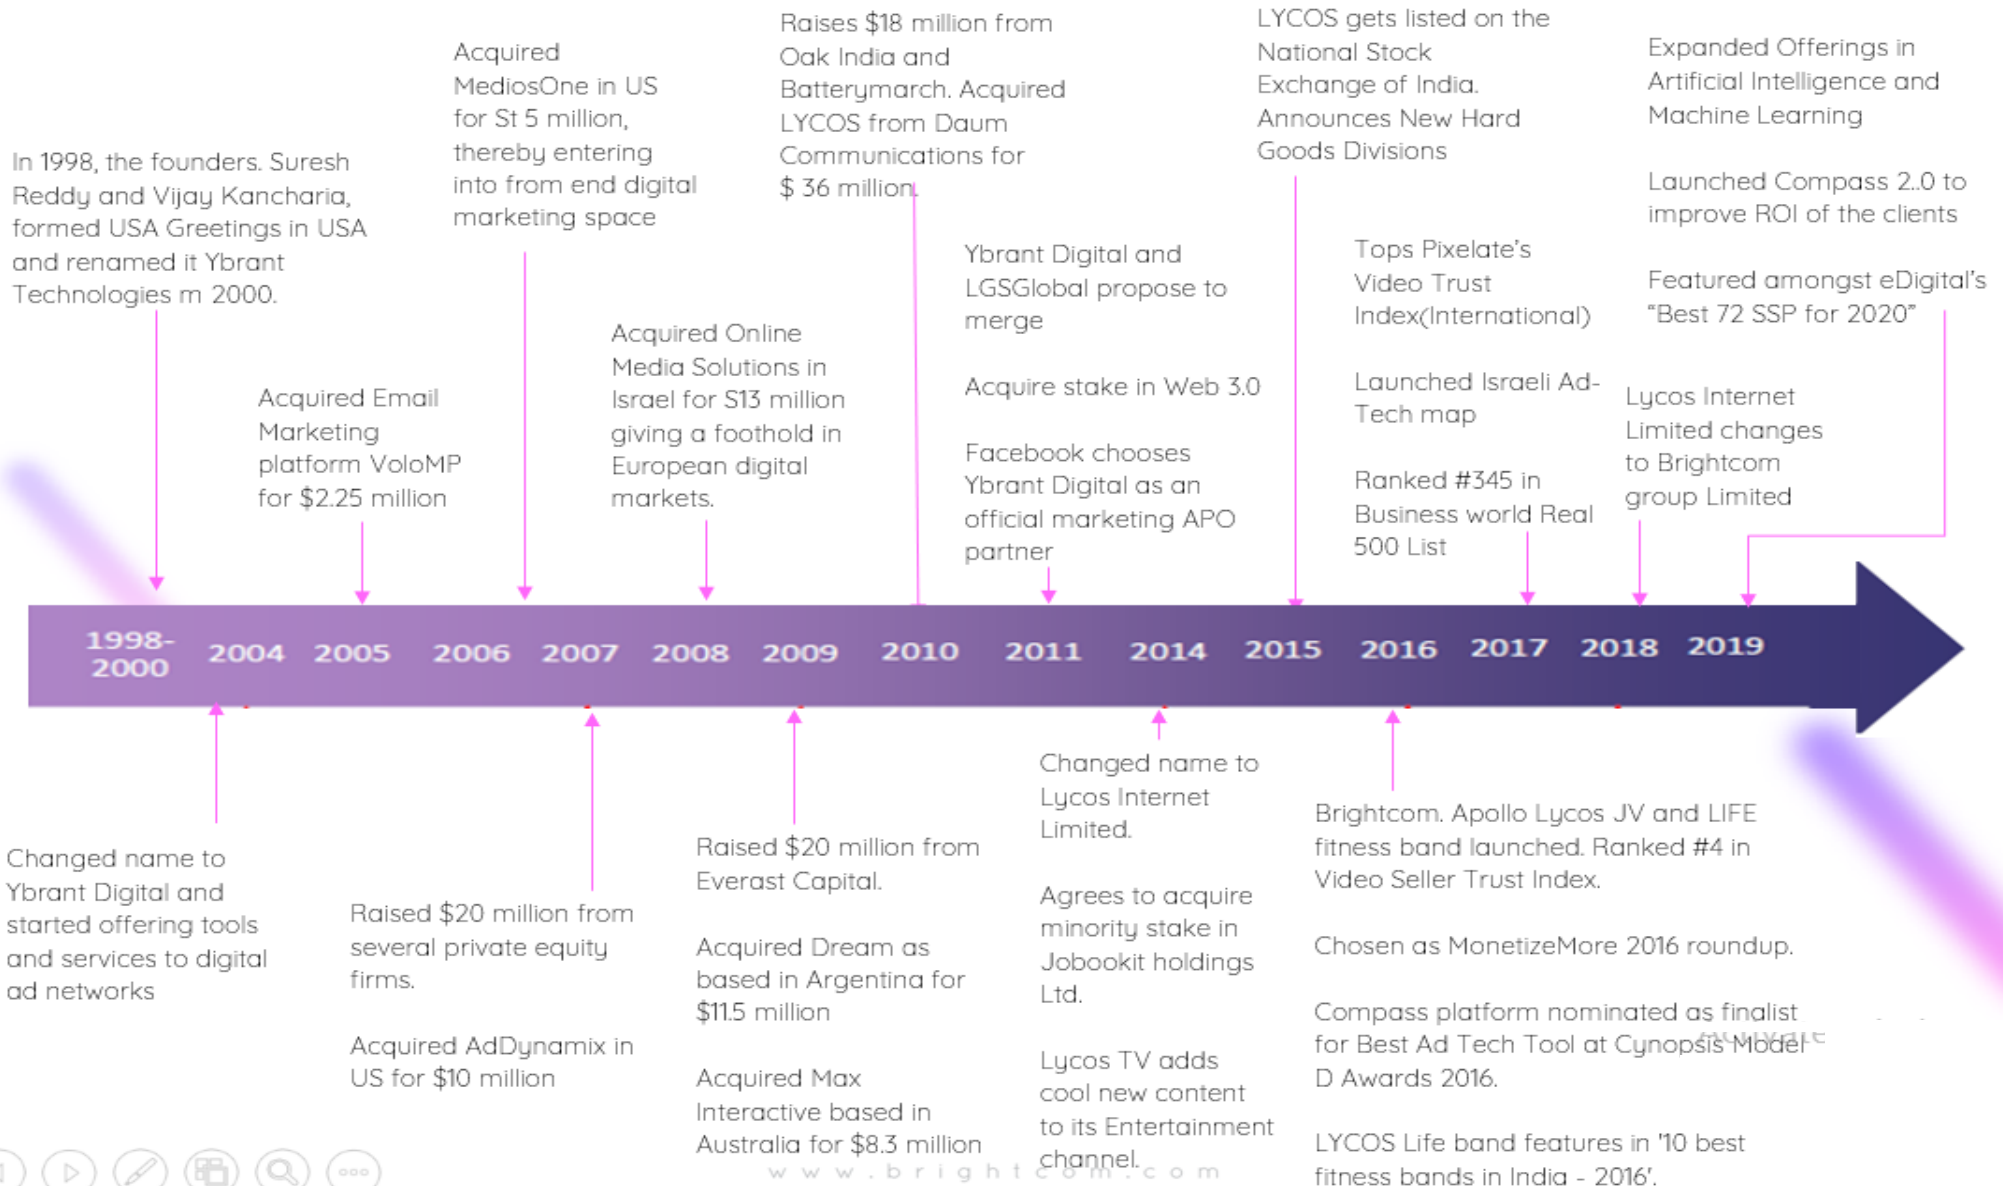 In 1998, the founders. Suresh
Reddy and Vijay Kancharia,
formed USA Greetings in USA
and renamed it Ybrant
Technologies m 2000.
Acquired Email
Marketing
platform VoloMP
for $2.25 million
Acquired
MediosOne in US
for St 5 million,
thereby entering
into from end digital
marketing space
Acquired Online
Media Solutions in
Israel for S13 million
giving a foothold in
European digital
markets.
Raises $18 million from
Oak India and
Batterymarch. Acquired
LYCOS from Daum
Communications for
$ 36 million.
Ybrant Digital and
LGSGlobal propose to
merge
Acquire stake in Web 3.0
Facebook chooses
Ybrant Digital as an
official marketing APO
partner
LYCOS gets listed on the
National Stock
Exchange of India.
Announces New Hard
Goods Divisions
Tops Pixelate’s
Video Trust
Index(International)
Launched Israeli Ad-
Tech map
Ranked #345 in
Business world Real
500 List
Lycos Internet
Limited changes
to Brightcom
group Limited
Expanded Offerings in
Artificial Intelligence and
Machine Learning
Launched Compass 2..0 to
improve ROI of the clients
Featured amongst eDigital’s
“Best 72 SSP for 2020”
1998-
2000
2004
2005
2006
2007
2008
2009
2010
2011
2014
2015
2016
2017
2018
2019
Changed name to
Ybrant Digital and
started offering tools
and services to digital
ad networks
Raised $20 million from
several private equity
firms.
Acquired AdDynamix in
US for $10 million
Raised $20 million from
Everast Capital.
Acquired Dream as
based in Argentina for
$11.5 million
Acquired Max
Interactive based in
Australia for $8.3 million
Changed name to
Lycos Internet
Limited.
Agrees to acquire
minority stake in
Jobookit holdings
Ltd.
Lycos TV adds
cool new content
to its Entertainment
channel.
Brightcom. Apollo Lycos JV and LIFE
fitness band launched. Ranked #4 in
Video Seller Trust Index.
Chosen as MonetizeMore 2016 roundup.
Compass platform nominated as finalist
for Best Ad Tech Tool at Cynopsis Model
D Awards 2016.
LYCOS Life band features in '10 best
fitness bands in India - 2016'.
www.brightcom.com